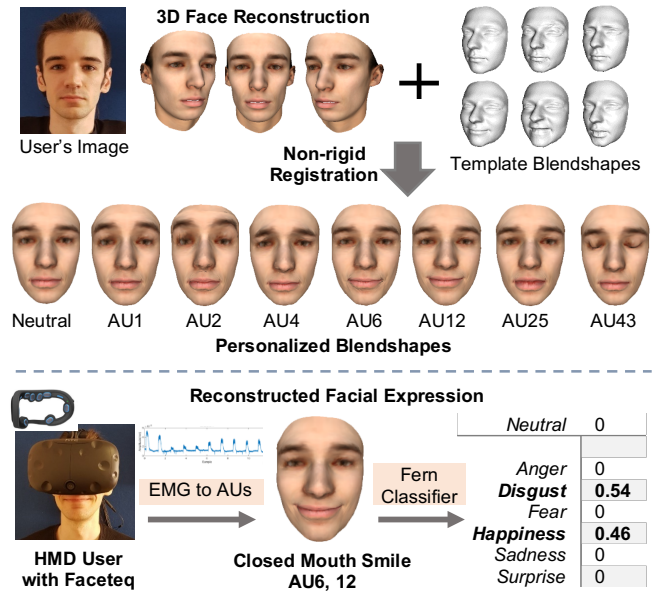 3D Face Reconstruction
User's Image
Template Blendshapes
Non-rigid
Registration
Neutral
AU1
AU2
AU4
AU6
AU12
AU25
AU43
Personalized Blendshapes
Reconstructed Facial Expression
EMG to AUs
Fern
Classifier
HMD User
with Faceteq
Closed Mouth Smile
AU6, 12
Neutral 0
Anger 0
Disgust 0.54
Fear 0
Happiness 0.46
Sadness 0
Surprise 0